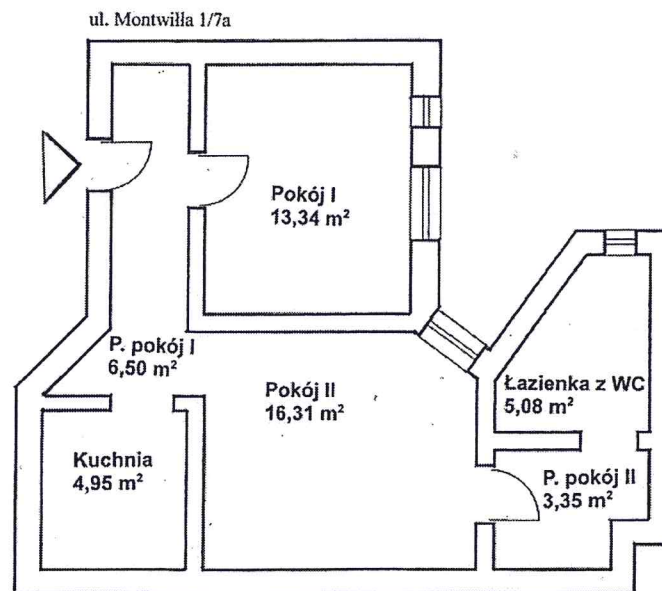 ul. Montwiłła 1/7a
Pokój I
13,34 m²
P. pokój I
6,50 m²
Pokój II
16,31 m²
Łazienka z WC
5,08 m²
Kuchnia
4,95 m²
P. pokój II
3,35 m²